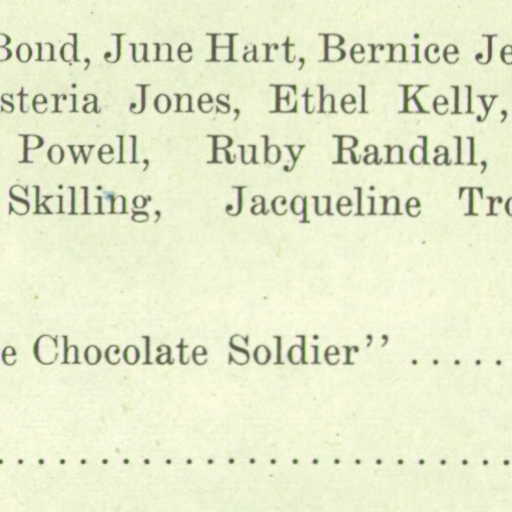 Bond, June Hart, Bernice Je
steria Jones, Ethel Kelly,
Powell, Ruby Randall,
Skilling, Jacqueline Tro
e Chocolate Soldier’’ .....
.........................